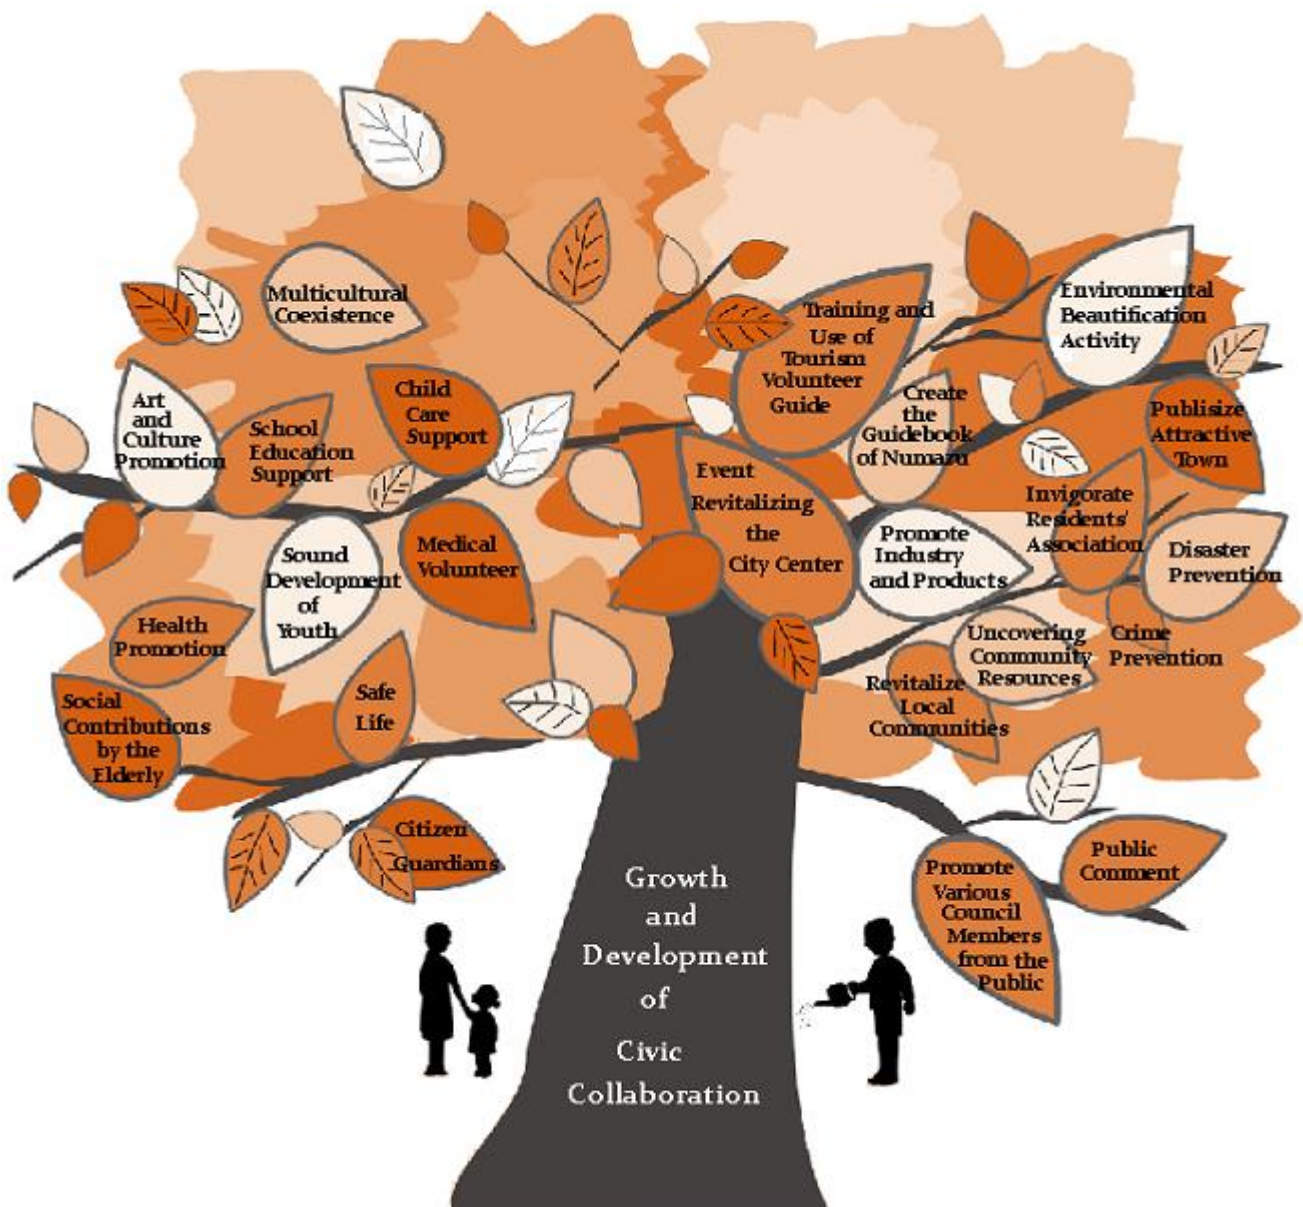 Multicultural
Coexistence
Training and
Use of
Tourism
Volunteer
Guide
Environmental
Beautification
Activity
Art
and
Culture
Promotion
School
Education
Support
Child
Care
Support
Create
the
Guidebook
of Numazu
Publisize
Attractive
Town
Event
Revitalizing
the
City Center
Invigorate
Residents'
Association
Sound
Development
of
Youth
Medical
Volunteer
Promote
Industry
and Products
Disaster
Prevention
Health
Promotion
Uncovering
Community
Resources
Crime
Prevention
Social
Contributions
by the
Elderly
Safe
Life
Revitalize
Local
Communities
Citizen
Guardians
Public
Comment
Promote
Various
Council
Members
from the
Public
Growth
and
Development
of
Civic
Collaboration